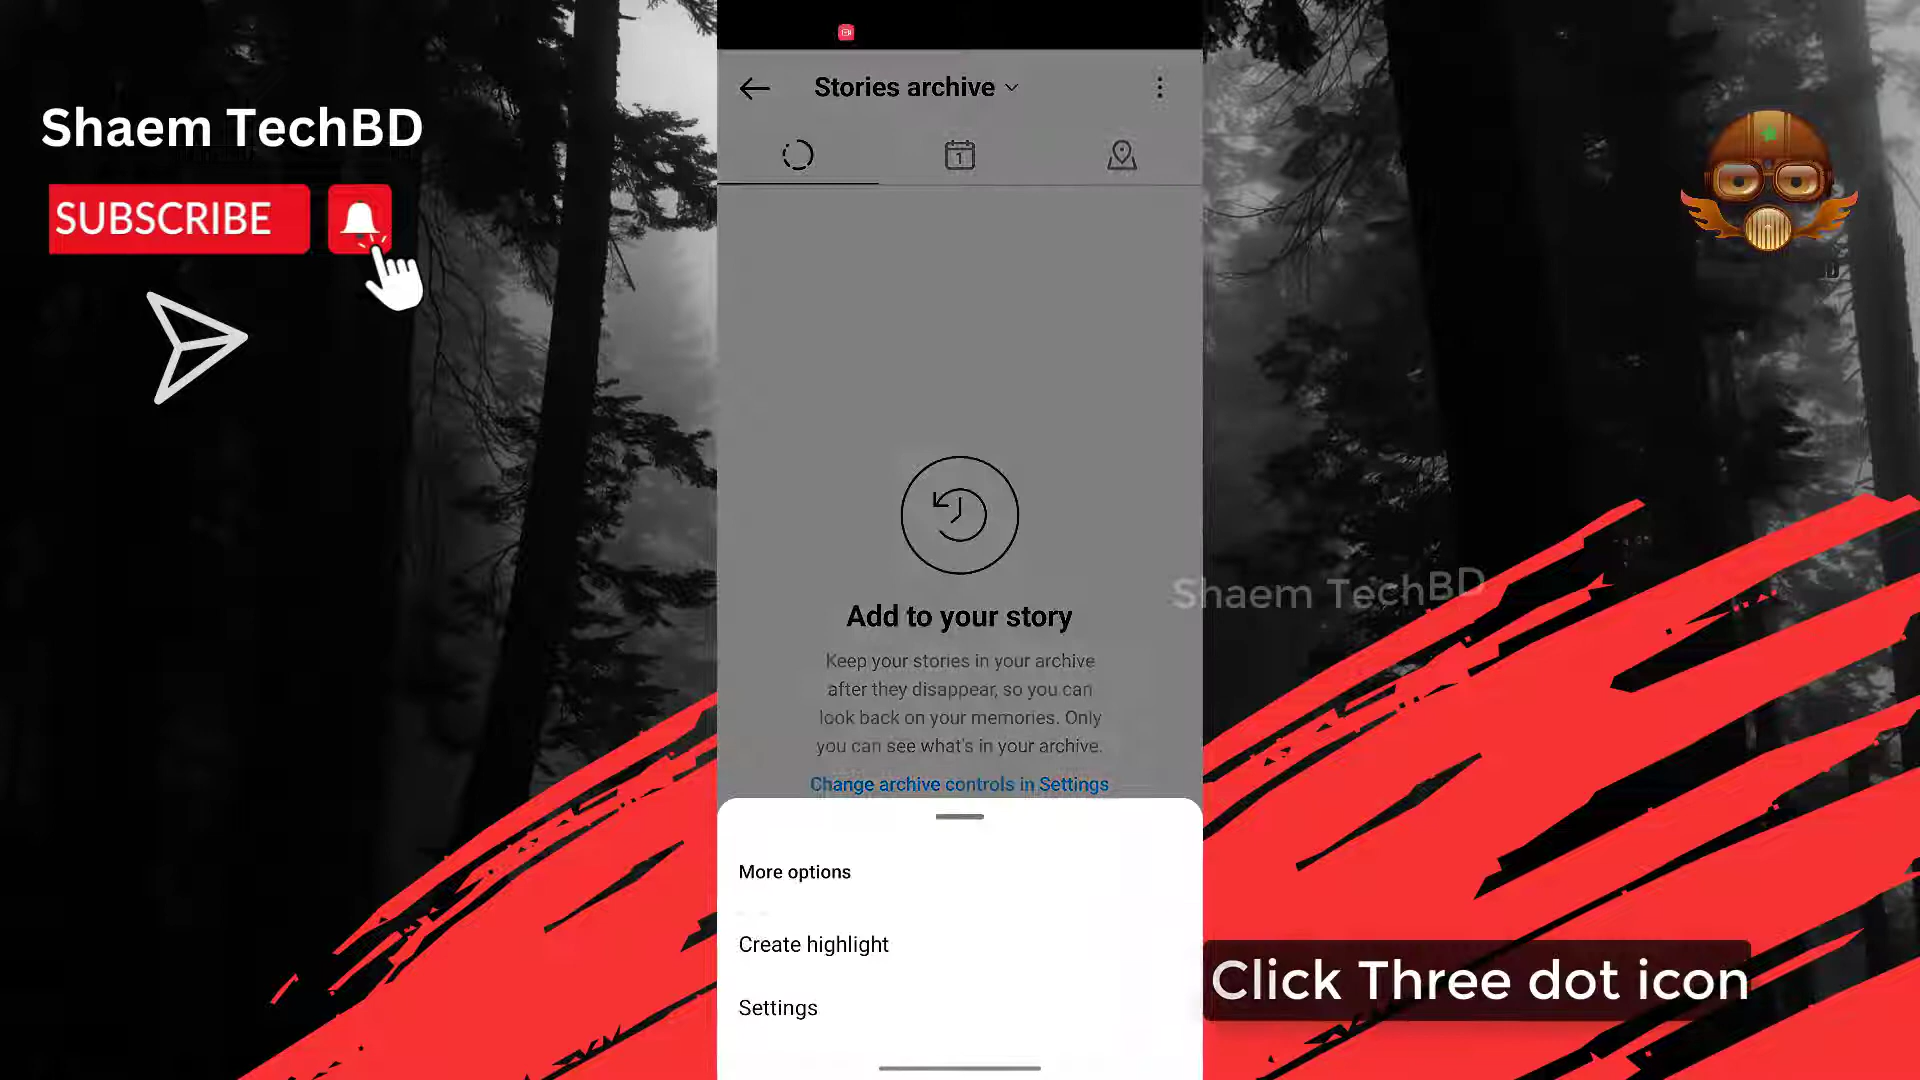 Shaem TechBD
SUBSCRIBE
Stories archive
1
Add to your story
Keep your stories in your archive
after they disappear, so you can
look back on your memories. Only
you can see what's in your archive.
Change archive controls in Settings
More options
Create highlight
Settings
Shaem TechBD
Click Three dot icon